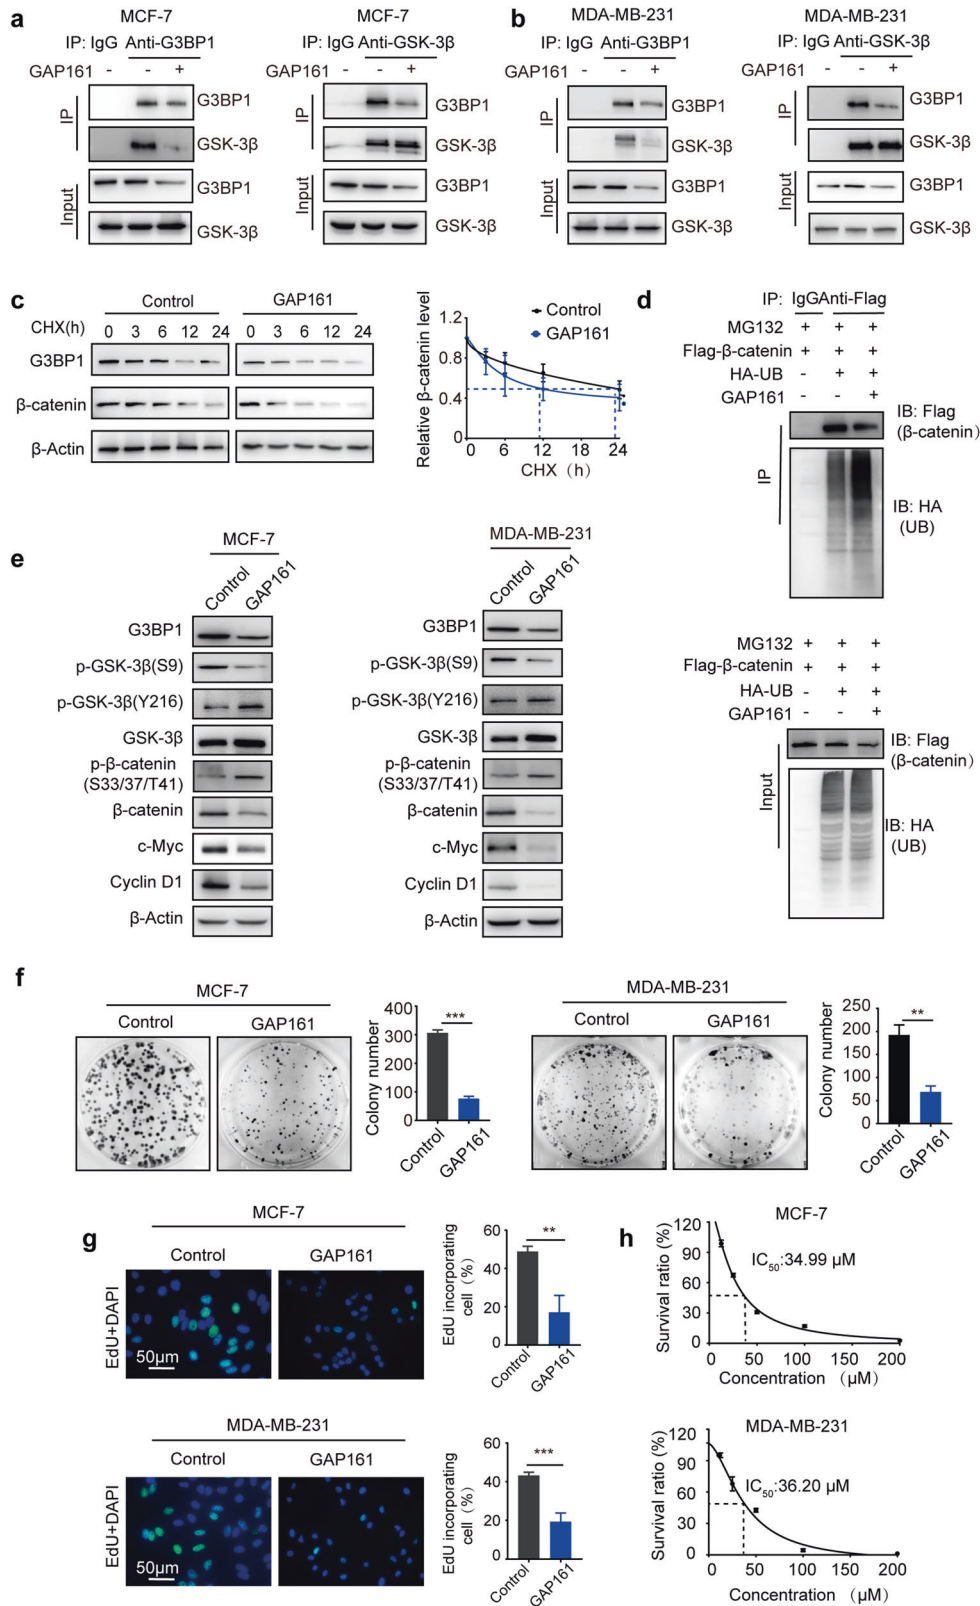 a
MCF-7
IP: IgG Anti-G3BP1
GAP161 - - +
IP
G3BP1
GSK-3β
Input
G3BP1
GSK-3β
MCF-7
IP: IgG Anti-GSK-3β
GAP161 - - +
IP
G3BP1
GSK-3β
Input
G3BP1
GSK-3β
b
MDA-MB-231
IP: IgG Anti-G3BP1
GAP161 - - +
IP
G3BP1
GSK-3β
Input
G3BP1
GSK-3β
MDA-MB-231
IP: IgG Anti-GSK-3β
GAP161 - - +
IP
G3BP1
GSK-3β
Input
G3BP1
GSK-3β
c
Control GAP161
CHX(h) 0 3 6 12 24 0 3 6 12 24
G3BP1
β-catenin
β-Actin
Relative β-catenin level
1.2
0.8
0.4
0
Control
GAP161
0 6 12 18 24
CHX (h)
d
IP: IgG Anti-Flag
MG132 + + +
Flag-β-catenin + + +
HA-UB - + +
GAP161 - - +
IP
IB: Flag
(β-catenin)
IB: HA
(UB)
MG132 + + +
Flag-β-catenin + + +
HA-UB - + +
GAP161 - - +
Input
IB: Flag
(β-catenin)
IB: HA
(UB)
e
MCF-7
Control GAP161
G3BP1
p-GSK-3β(S9)
p-GSK-3β(Y216)
GSK-3β
p-β-catenin
(S33/37/T41)
β-catenin
c-Myc
Cyclin D1
β-Actin
MDA-MB-231
Control GAP161
G3BP1
p-GSK-3β(S9)
p-GSK-3β(Y216)
GSK-3β
p-β-catenin
(S33/37/T41)
β-catenin
c-Myc
Cyclin D1
β-Actin
f
MCF-7
Control GAP161
Colony number
400
300
200
100
0
***
Control GAP161
MDA-MB-231
Control GAP161
Colony number
250
200
150
100
50
0
**
Control GAP161
g
MCF-7
Control GAP161
EdU+DAPI
50μm
EdU incorporating
cell (%)
60
40
20
0
**
Control GAP161
MDA-MB-231
Control GAP161
EdU+DAPI
50μm
EdU incorporating
cell (%)
60
40
20
0
***
Control GAP161
h
MCF-7
Survival ratio (%)
120
90
60
30
0
IC50:34.99 μM
0 50 100 150 200
Concentration (μM)
MDA-MB-231
Survival ratio (%)
120
90
60
30
0
IC50:36.20 μM
0 50 100 150 200
Concentration (μM)